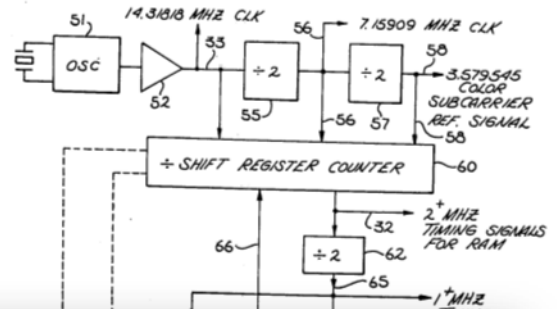 14.31818 MHZ CLK
51
53
56
7.15909 MHZ CLK
OSC
÷2
÷2
58
3.579545
COLOR
SUBCARRIER
REF. SIGNAL
52
55
56
57
58
÷ SHIFT REGISTER COUNTER
60
2+ MHZ
TIMING SIGNALS
FOR RAM
32
66
÷2
62
65
1+ MHZ